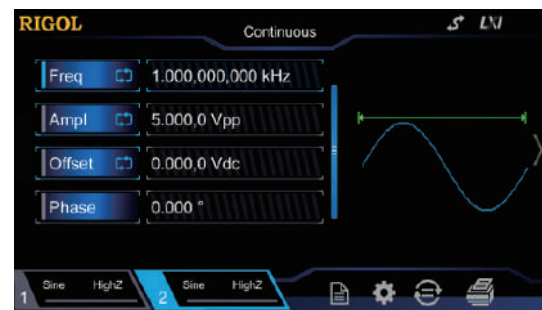 RIGOL
Continuous
LXI
Freq 1.000,000,000 kHz
Ampl 5.000,0 Vpp
Offset 0.000,0 Vdc
Phase 0.000 °
1 Sine HighZ
2 Sine HighZ